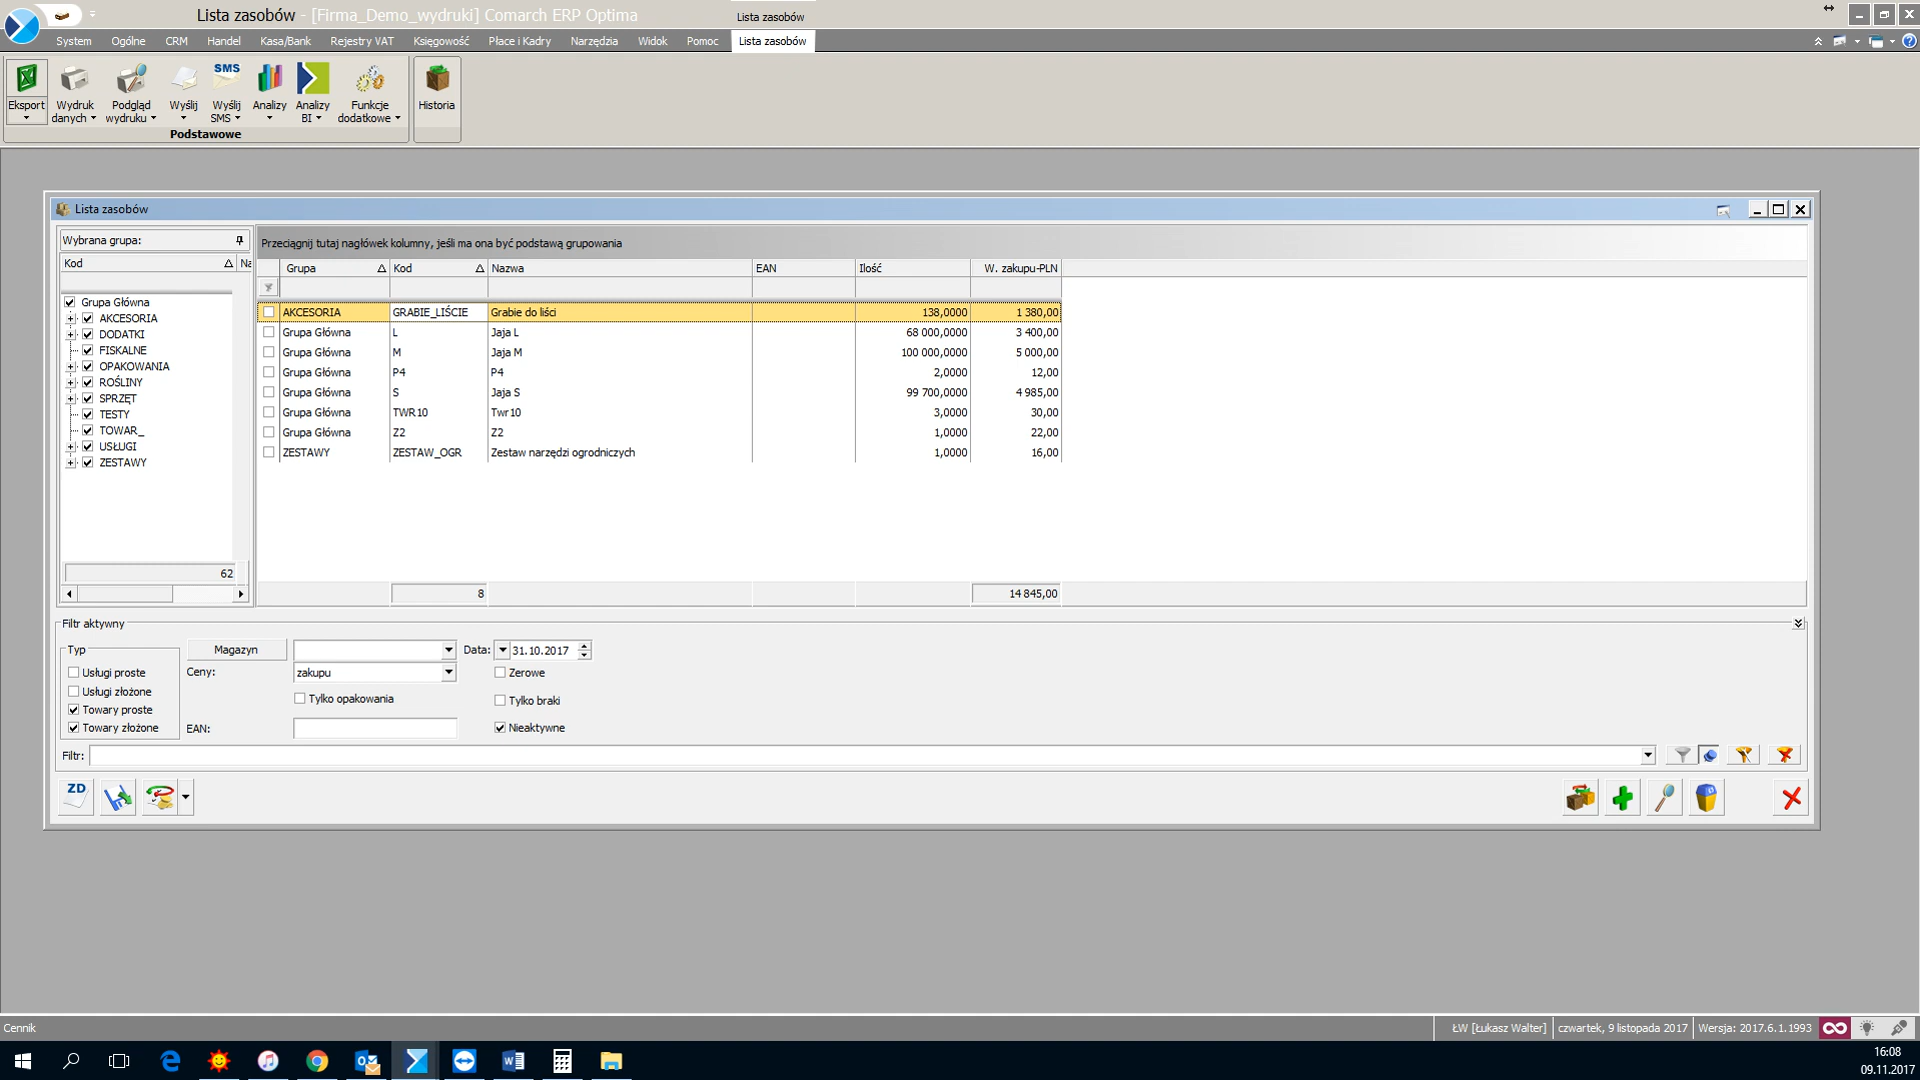 Lista zasobów - [Firma_Demo_wydruki] Comarch ERP Optima
Lista zasobów
System Ogólne CRM Handel Kasa/Bank Rejestry VAT Księgowość Płace i Kadry Narzędzia Widok Pomoc Lista zasobów
Eksport
Wydruk danych
Podgląd wydruku
Wyślij
SMS
Wyślij SMS
Analizy
Analizy BI
Funkcje dodatkowe
Historia
Podstawowe
Lista zasobów
Wybrana grupa:
Przeciągnij tutaj nagłówek kolumny, jeśli ma ona być podstawą grupowania
Kod Na
Grupa Główna
AKCESORIA
DODATKI
FISKALNE
OPAKOWANIA
ROŚLINY
SPRZĘT
TESTY
TOWAR_
USŁUGI
ZESTAWY
62
Grupa Kod Nazwa EAN Ilość W. zakupu-PLN
AKCESORIA GRABIE_LIŚCIE Grabie do liści 138,0000 1 380,00
Grupa Główna L Jaja L 68 000,0000 3 400,00
Grupa Główna M Jaja M 100 000,0000 5 000,00
Grupa Główna P4 P4 2,0000 12,00
Grupa Główna S Jaja S 99 700,0000 4 985,00
Grupa Główna TWR10 Twr10 3,0000 30,00
Grupa Główna Z2 Z2 1,0000 22,00
ZESTAWY ZESTAW_OGR Zestaw narzędzi ogrodniczych 1,0000 16,00
8 14 845,00
Filtr aktywny
Typ
Usługi proste
Usługi złożone
Towary proste
Towary złożone
Magazyn Data: 31.10.2017
Ceny: zakupu Zerowe
Tylko opakowania Tylko braki
EAN: Nieaktywne
Filtr:
ZD
Cennik ŁW [Łukasz Walter] czwartek, 9 listopada 2017 Wersja: 2017.6.1.1993
16:08
09.11.2017